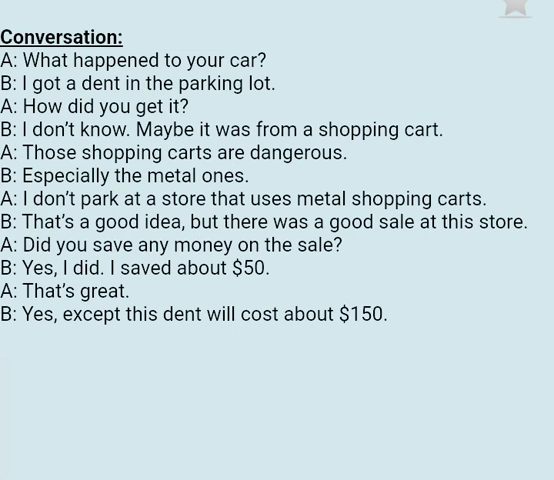 Conversation:
A: What happened to your car?
B: I got a dent in the parking lot.
A: How did you get it?
B: I don’t know. Maybe it was from a shopping cart.
A: Those shopping carts are dangerous.
B: Especially the metal ones.
A: I don’t park at a store that uses metal shopping carts.
B: That’s a good idea, but there was a good sale at this store.
A: Did you save any money on the sale?
B: Yes, I did. I saved about $50.
A: That’s great.
B: Yes, except this dent will cost about $150.